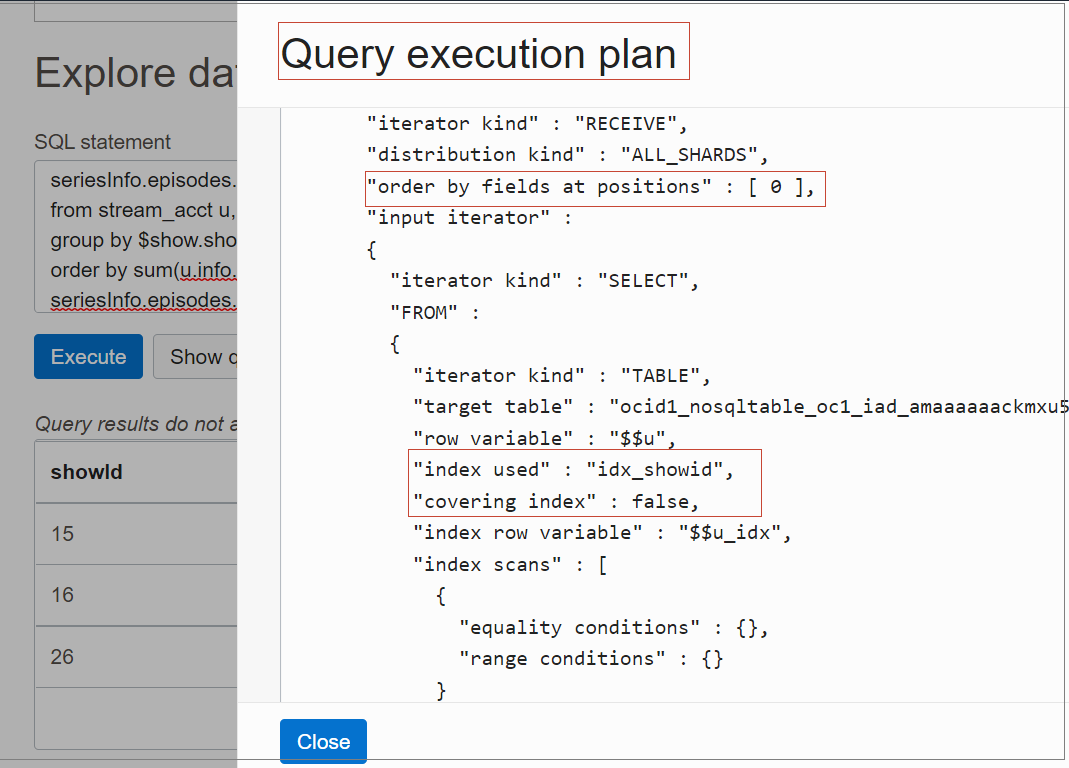 Explore da
SQL statement
seriesInfo.episodes.
from stream_acct u,
group by $show.sho
order by sum(u.info.
seriesInfo.episodes.
Execute
Show q
Query results do not a
showId
15
16
26
Query execution plan
"iterator kind" : "RECEIVE",
"distribution kind" : "ALL_SHARDS",
"order by fields at positions" : [ 0 ],
"input iterator" :
{
"iterator kind" : "SELECT",
"FROM" :
{
"iterator kind" : "TABLE",
"target table" : "ocid1_nosqltable_oc1_iad_amaaaaaackmxu5
"row variable" : "$$u",
"index used" : "idx_showid",
"covering index" : false,
"index row variable" : "$$u_idx",
"index scans" : [
{
"equality conditions" : {},
"range conditions" : {}
}
Close